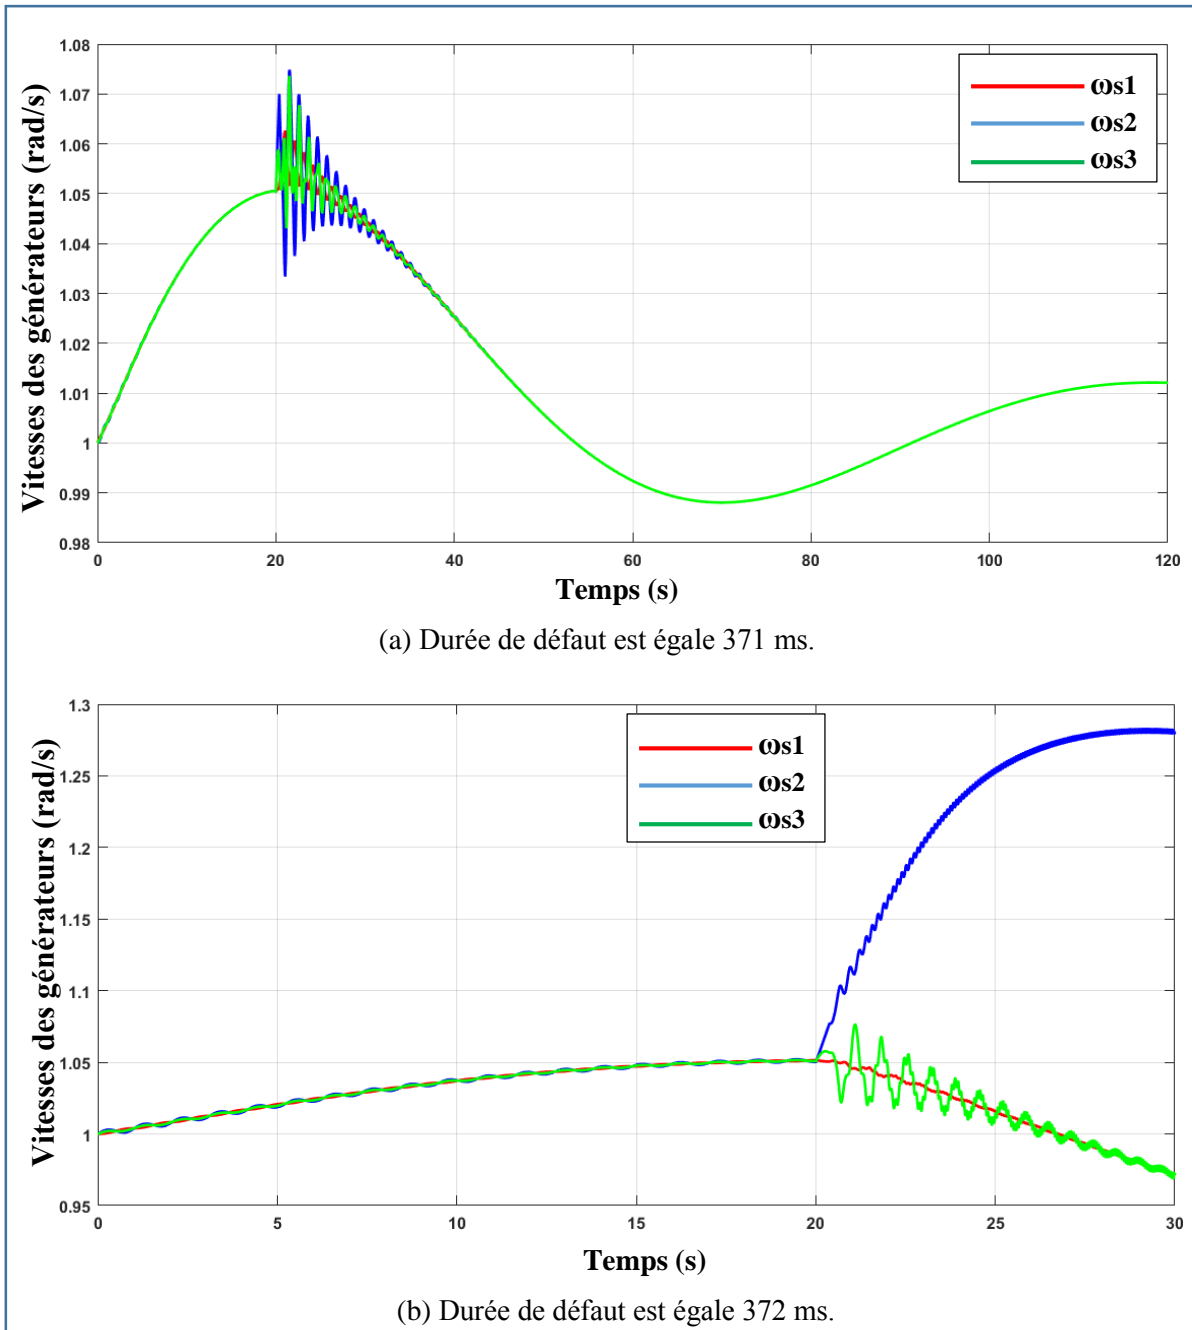 1.08
1.07
1.06
1.05
1.04
1.03
1.02
1.01
1
0.99
0.98
Vitesses des générateurs (rad/s)
ωs1
ωs2
ωs3
0 20 40 60 80 100 120
Temps (s)
(a) Durée de défaut est égale 371 ms.
1.3
1.25
1.2
1.15
1.1
1.05
1
0.95
Vitesses des générateurs (rad/s)
ωs1
ωs2
ωs3
0 5 10 15 20 25 30
Temps (s)
(b) Durée de défaut est égale 372 ms.